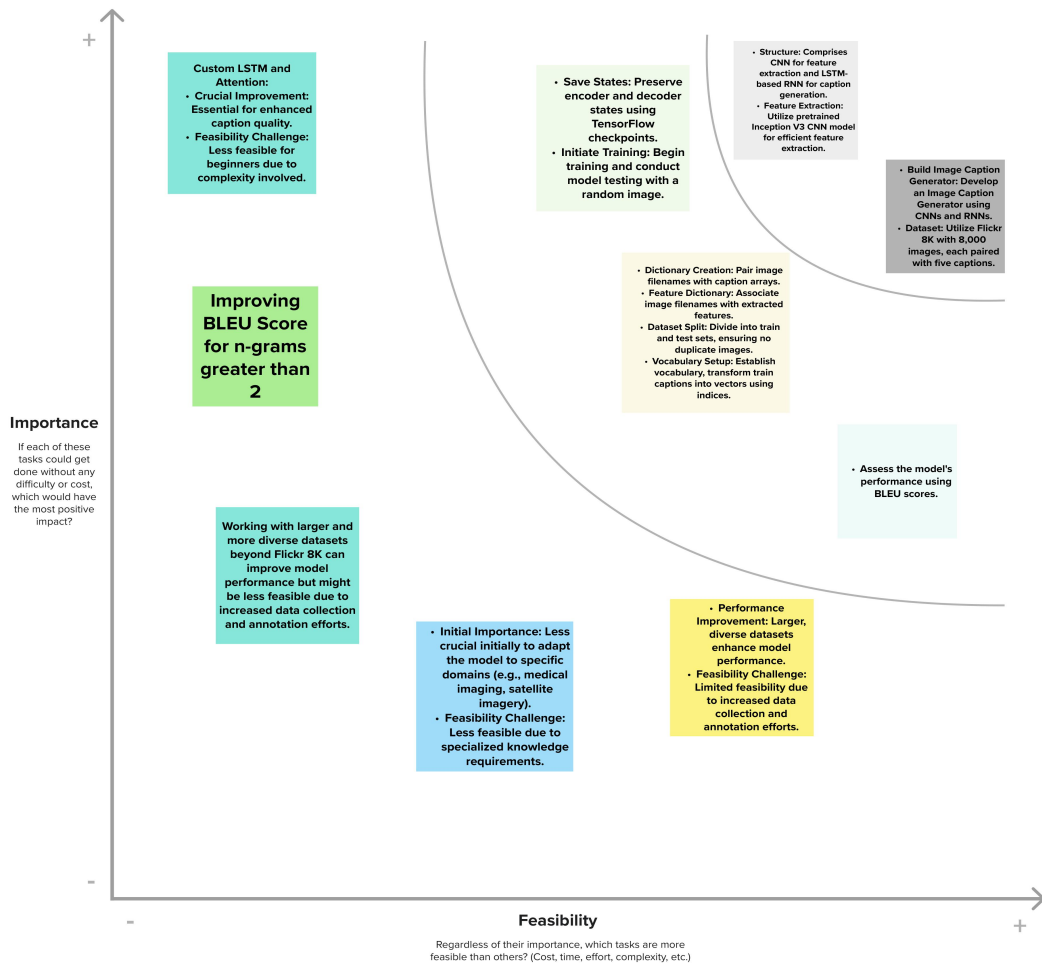 +
Custom LSTM and
Attention:
• Crucial Improvement:
Essential for enhanced
caption quality.
• Feasibility Challenge:
Less feasible for
beginners due to
complexity involved.
• Save States: Preserve
encoder and decoder
states using
TensorFlow
checkpoints.
• Initiate Training: Begin
training and conduct
model testing with a
random image.
• Structure: Comprises
CNN for feature
extraction and LSTM-
based RNN for caption
generation.
• Feature Extraction:
Utilize pretrained
Inception V3 CNN model
for efficient feature
extraction.
• Build Image Caption
Generator: Develop
an Image Caption
Generator using
CNNs and RNNs.
• Dataset: Utilize Flickr
8K with 8,000
images, each paired
with five captions.
Improving
BLEU Score
for n-grams
greater than
2
• Dictionary Creation: Pair image
filenames with caption arrays.
• Feature Dictionary: Associate
image filenames with extracted
features.
• Dataset Split: Divide into train
and test sets, ensuring no
duplicate images.
• Vocabulary Setup: Establish
vocabulary, transform train
captions into vectors using
indices.
Importance
If each of these
tasks could get
done without any
difficulty or cost,
which would have
the most positive
impact?
• Assess the model's
performance using
BLEU scores.
Working with larger and
more diverse datasets
beyond Flickr 8K can
improve model
performance but might
be less feasible due to
increased data collection
and annotation efforts.
• Initial Importance: Less
crucial initially to adapt
the model to specific
domains (e.g., medical
imaging, satellite
imagery).
• Feasibility Challenge:
Less feasible due to
specialized knowledge
requirements.
• Performance
Improvement: Larger,
diverse datasets
enhance model
performance.
• Feasibility Challenge:
Limited feasibility due
to increased data
collection and
annotation efforts.
-
-
Feasibility
+
Regardless of their importance, which tasks are more
feasible than others? (Cost, time, effort, complexity, etc.)